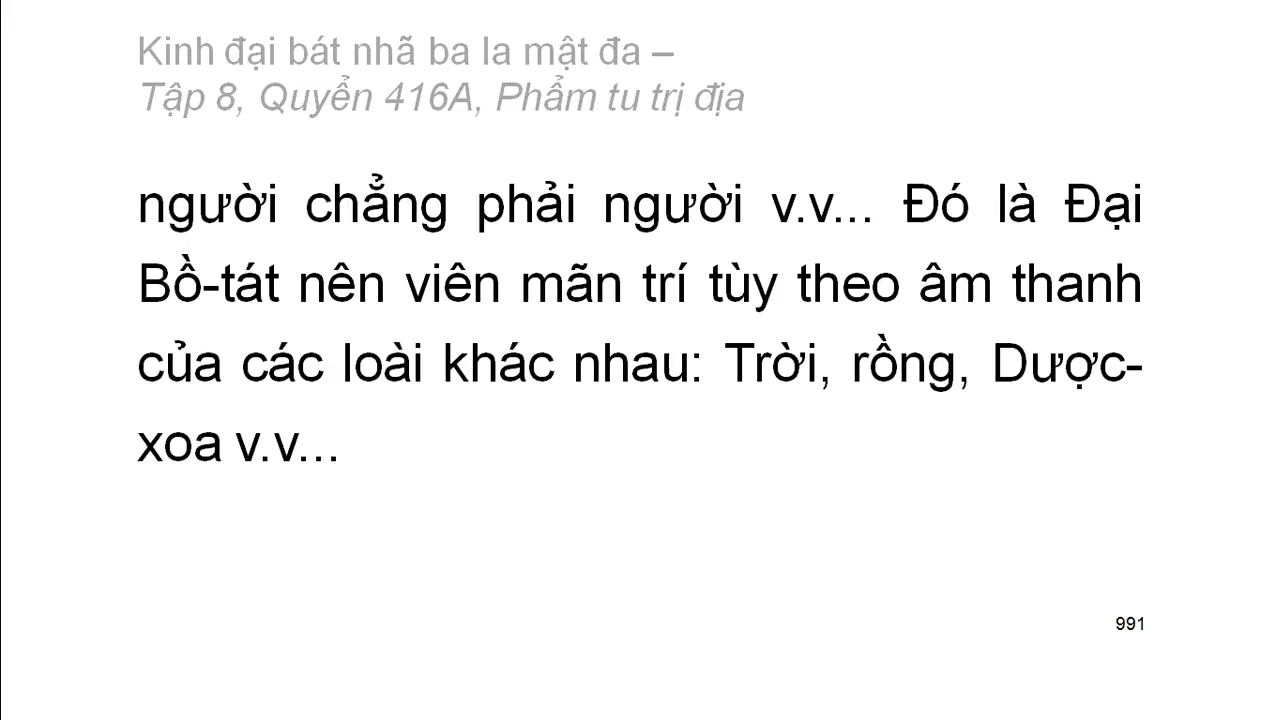 Kinh đại bát nhã ba la mật đa –
Tập 8, Quyển 416A, Phẩm tu trị địa
người chẳng phải người v.v... Đó là Đại
Bồ-tát nên viên mãn trí tùy theo âm thanh
của các loài khác nhau: Trời, rồng, Dược-
xoa v.v...
991